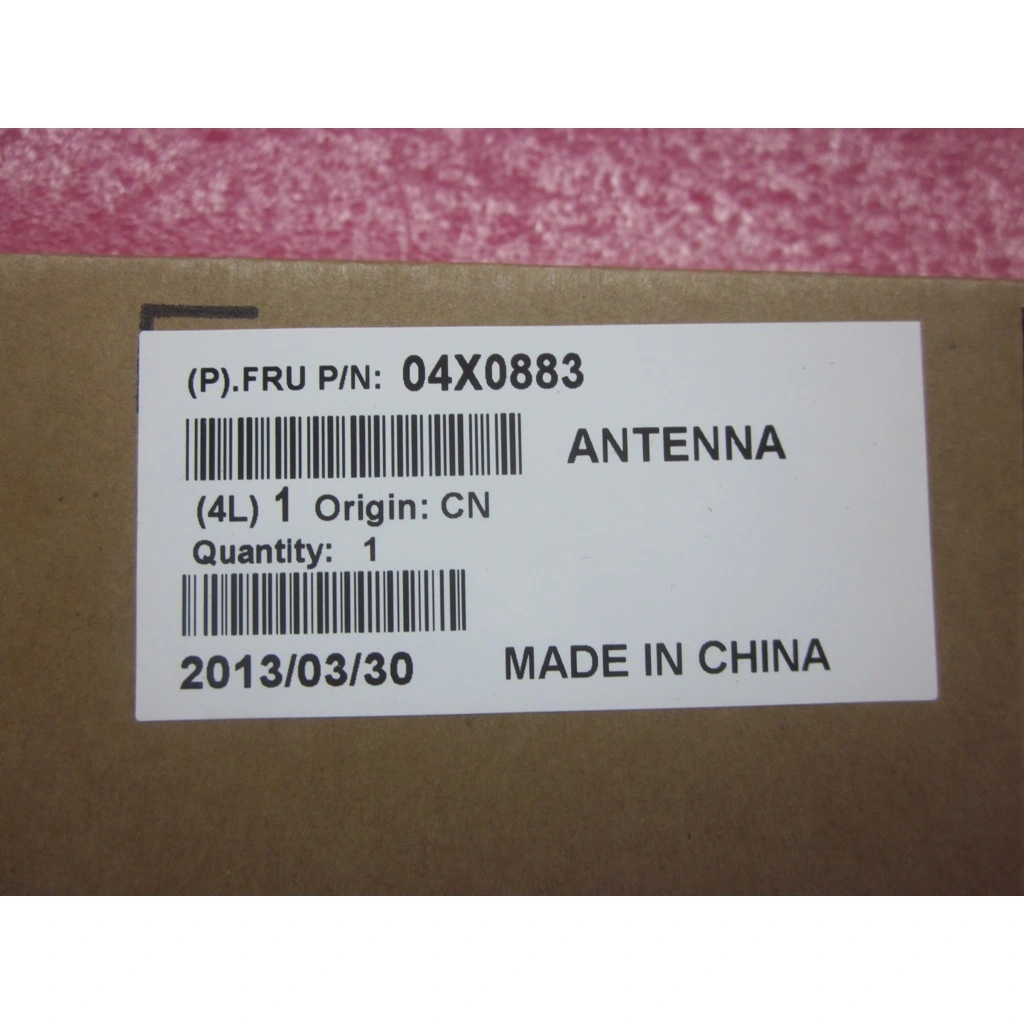 (P).FRU P/N: 04X0883
ANTENNA
(4L) 1 Origin: CN
Quantity: 1
2013/03/30 MADE IN CHINA